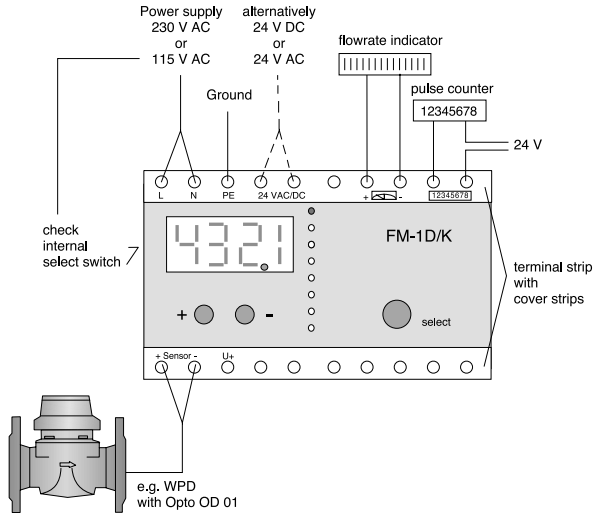 Power supply
230 V AC
or
115 V AC
alternatively
24 V DC
or
24 V AC
flowrate indicator
Ground
pulse counter
12345678
24 V
L N PE 24 VAC/DC + - 12345678
check
internal
select switch
432.1
FM-1D/K
+ -
select
terminal strip
with
cover strips
+ Sensor - U+
e.g. WPD
with Opto OD 01